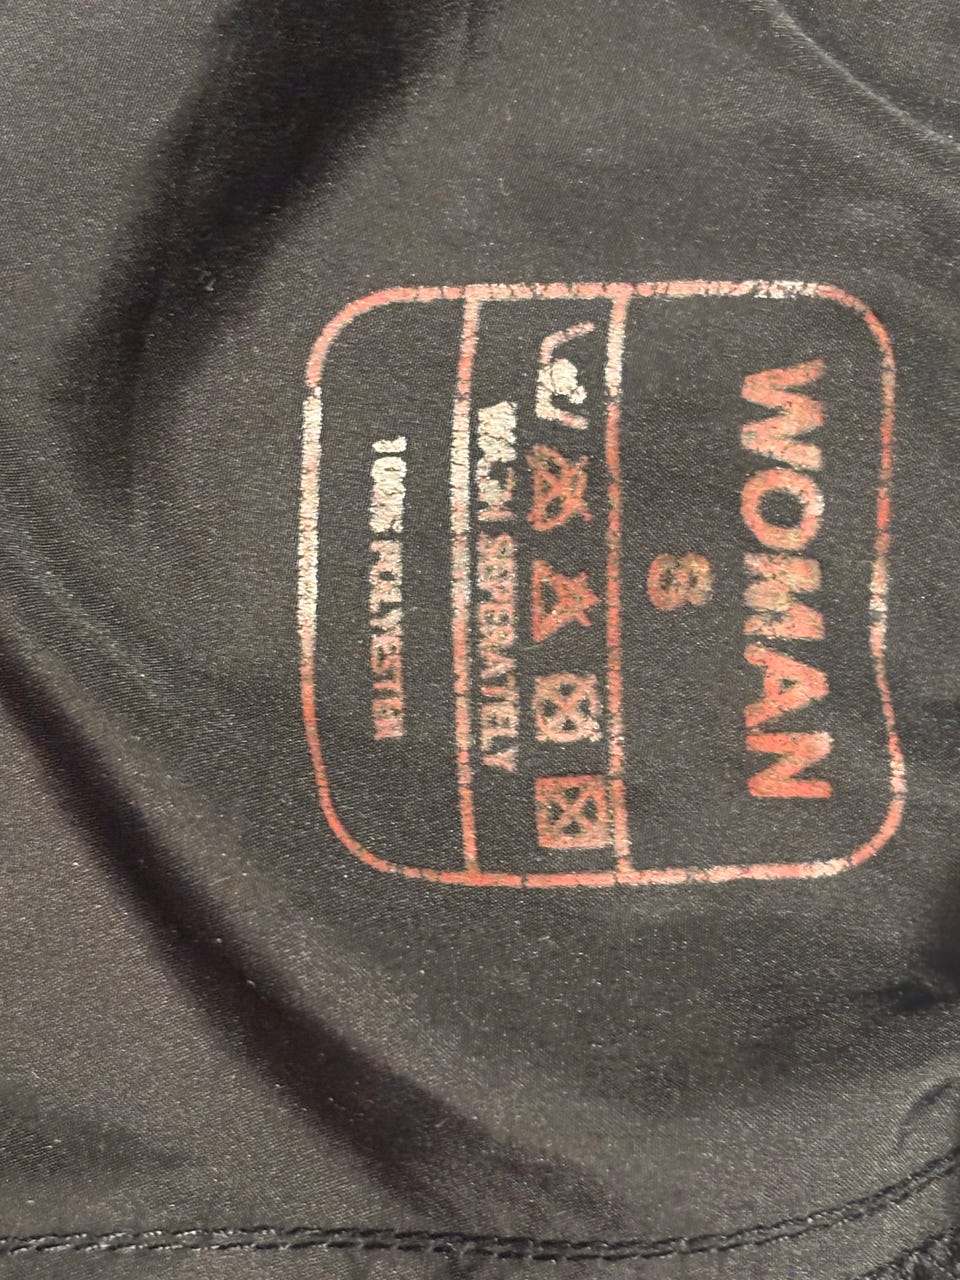 WOMAN
S
WASH SEPERATELY
100% POLYESTER